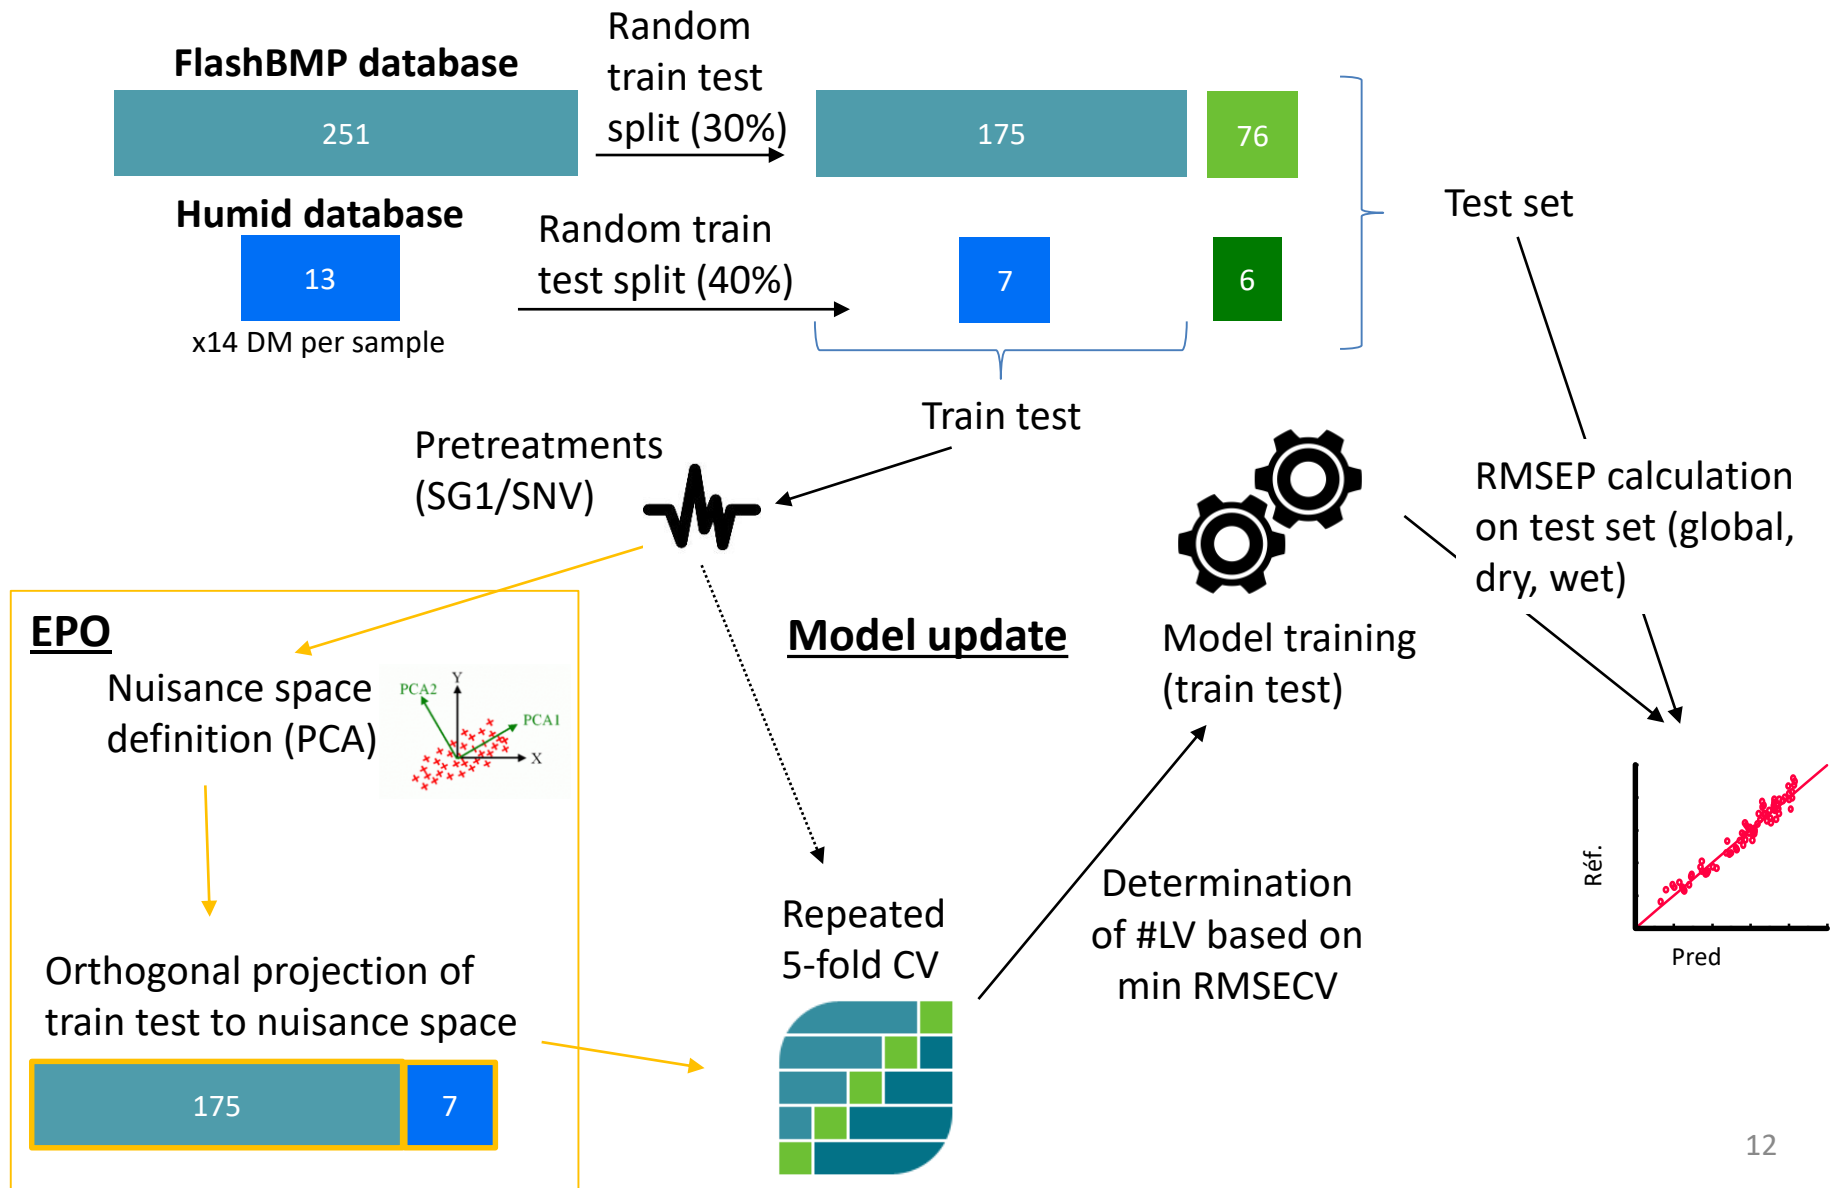 FlashBMP database
251
Random
train test
split (30%)
175
76
Humid database
13
x14 DM per sample
Random train
test split (40%)
7
6
Test set
Train test
Pretreatments
(SG1/SNV)
EPO
Nuisance space
definition (PCA)
PCA2
Y
PCA1
X
Orthogonal projection of
train test to nuisance space
175
7
Model update
Repeated
5-fold CV
Determination
of #LV based on
min RMSECV
Model training
(train test)
RMSEP calculation
on test set (global,
dry, wet)
Réf.
Pred
12